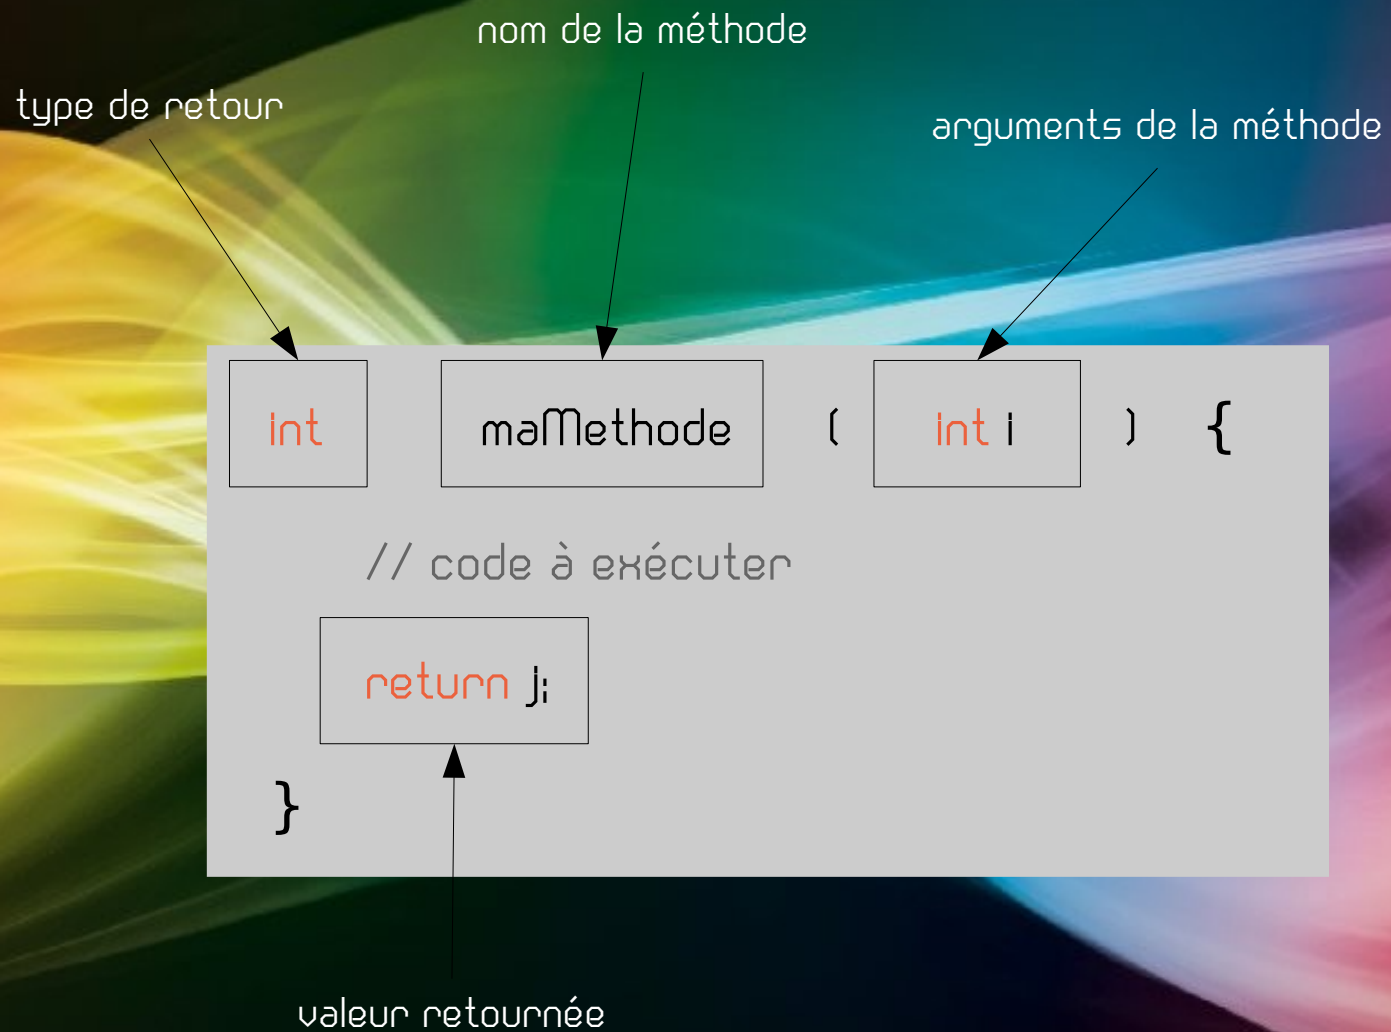 nom de la méthode
type de retour
arguments de la méthode
int maMethode ( int i ) {
// code à exécuter
return j;
}
valeur retournée